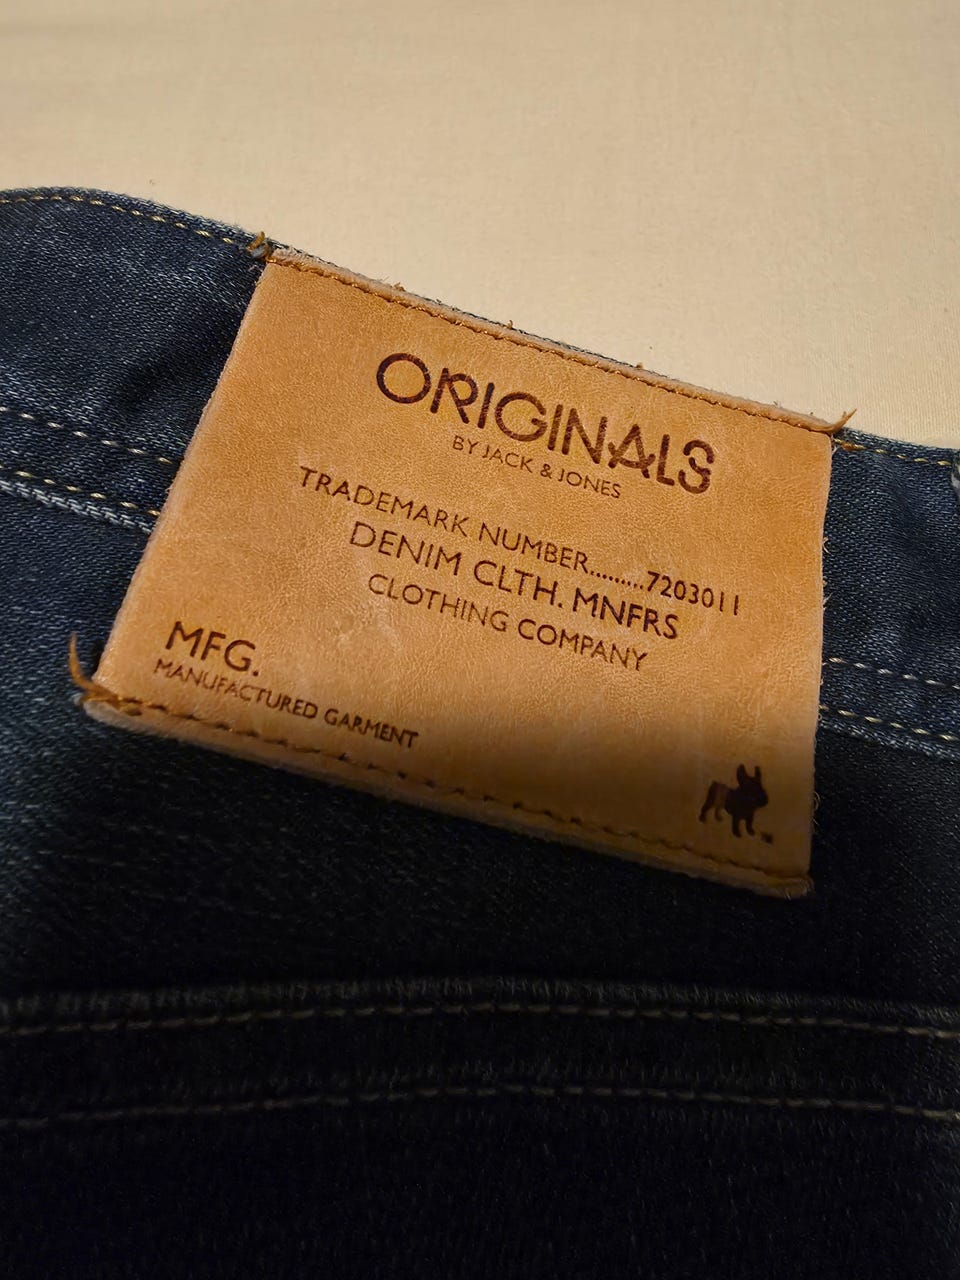 ORIGINALS
BY JACK & JONES
TRADEMARK NUMBER..........7203011
DENIM CLTH. MNFRS
CLOTHING COMPANY
MFG.
MANUFACTURED GARMENT